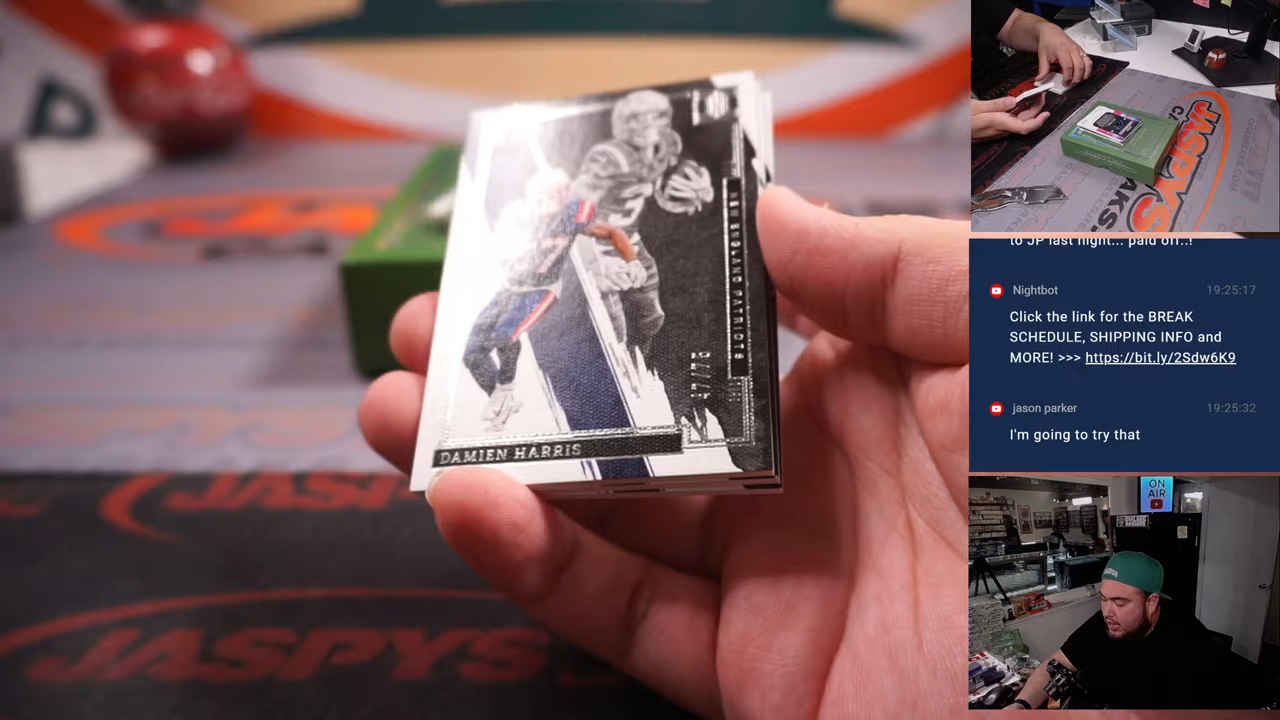 NEW ENGLAND PATRIOTS
47/75
DAMIEN HARRIS
JASPYS
JASPYS
to JP last night... paid off..!
Nightbot
19:25:17
Click the link for the BREAK
SCHEDULE, SHIPPING INFO and
MORE! >>> https://bit.ly/2Sdw6K9
jason parker
19:25:32
I'm going to try that
ON
AIR